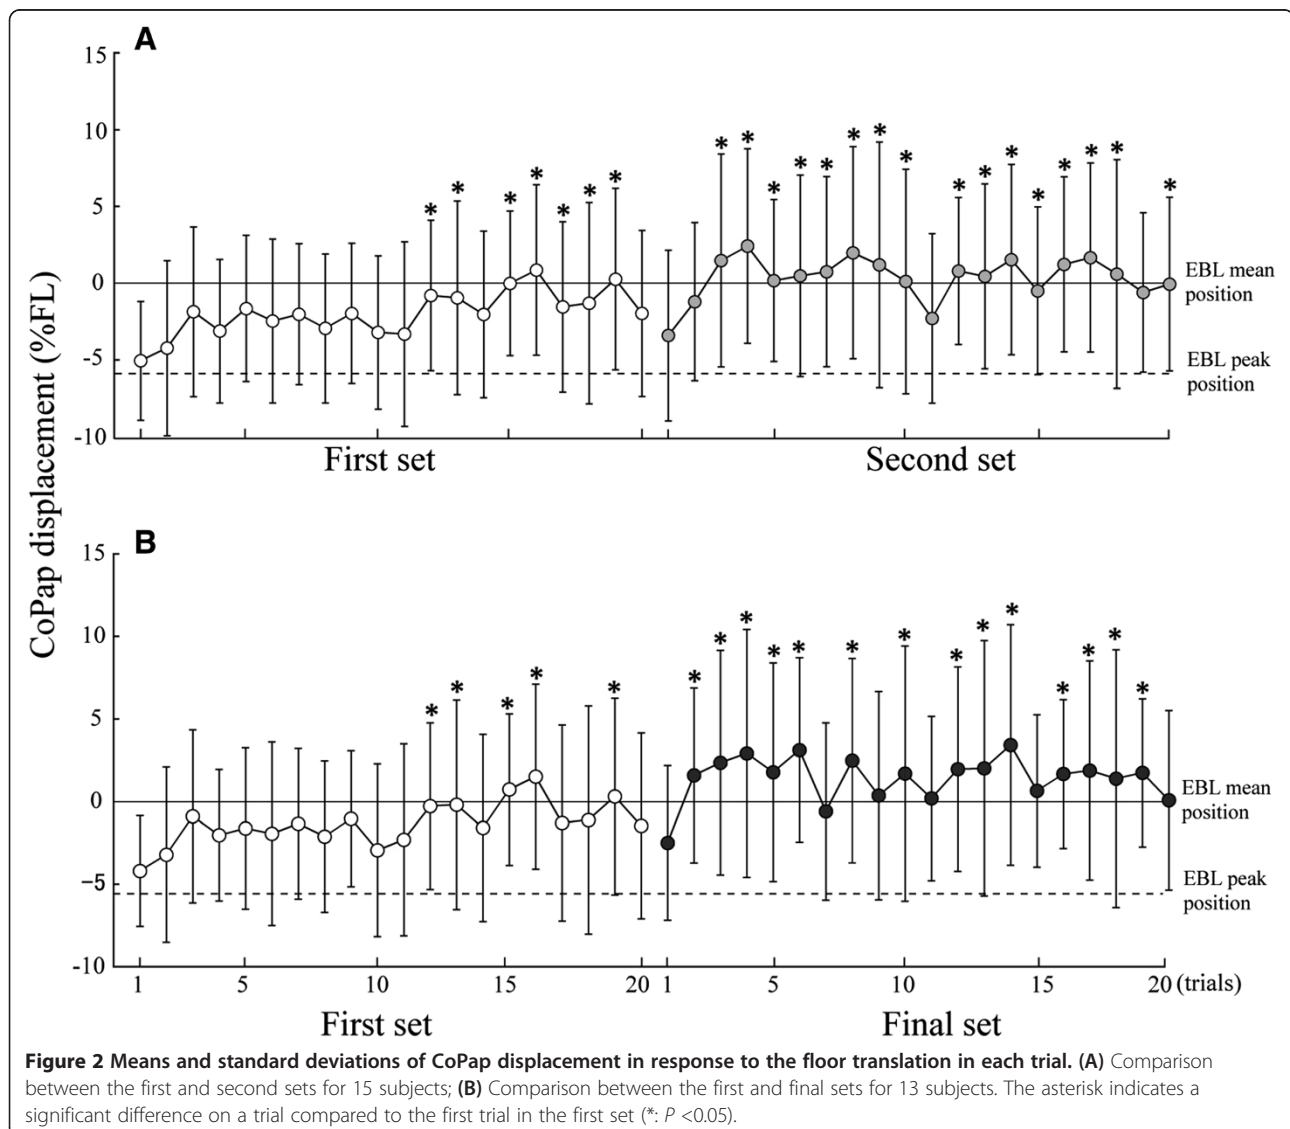 A
15
10
5
0
-5
-10
* * * * * * * *
* * * * * * * * * * * * * * * *
EBL mean
position
EBL peak
position
First set
Second set
CoPap displacement (%FL)
B
15
10
5
0
-5
-10
* * * * *
* * * * * * * * * * * * * *
EBL mean
position
EBL peak
position
1 5 10 15 20 1 5 10 15 20 (trials)
First set
Final set
Figure 2 Means and standard deviations of CoPap displacement in response to the floor translation in each trial. (A) Comparison
between the first and second sets for 15 subjects; (B) Comparison between the first and final sets for 13 subjects. The asterisk indicates a
significant difference on a trial compared to the first trial in the first set (*: P <0.05).